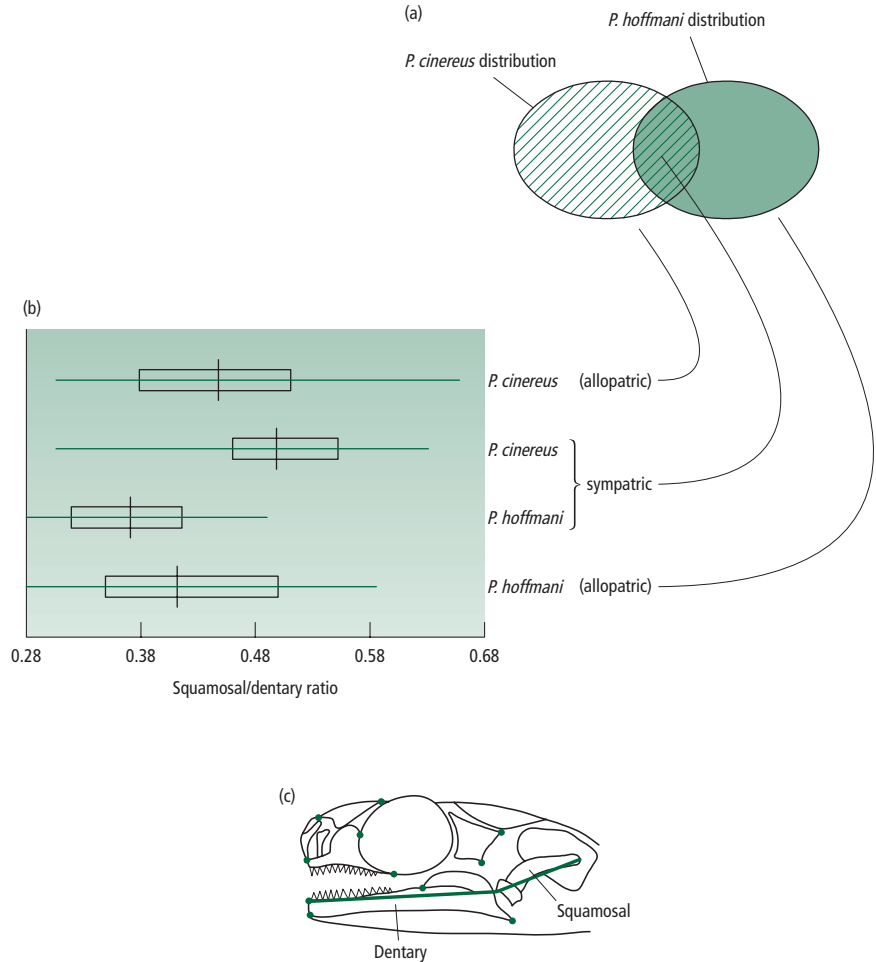 (a)
P. hoffmani distribution
P. cinereus distribution
(b)
P. cinereus (allopatric)
P. cinereus
sympatric
P. hoffmani
P. hoffmani (allopatric)
0.28 0.38 0.48 0.58 0.68
Squamosal/dentary ratio
(c)
Squamosal
Dentary